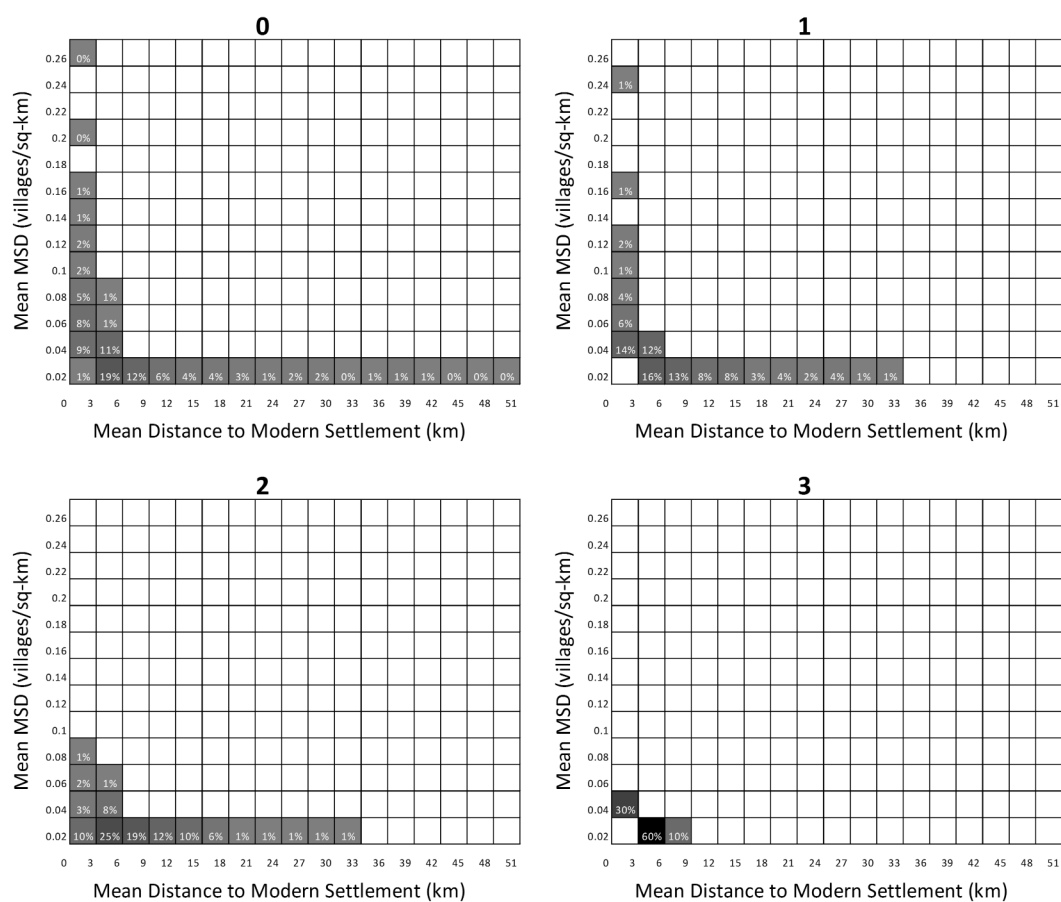 0
Mean MSD (villages/sq-km)
0.26 0%
0.24
0.22
0.2 0%
0.18
0.16 1%
0.14 1%
0.12 2%
0.1 2%
0.08 5% 1%
0.06 8% 1%
0.04 9% 11%
0.02 1% 19% 12% 6% 4% 4% 3% 1% 2% 2% 0% 1% 1% 1% 0% 0% 0%
0 3 6 9 12 15 18 21 24 27 30 33 36 39 42 45 48 51
Mean Distance to Modern Settlement (km)
1
Mean MSD (villages/sq-km)
0.26
0.24 1%
0.22
0.2
0.18
0.16 1%
0.14
0.12 2%
0.1 1%
0.08 4%
0.06 6%
0.04 14% 12%
0.02 16% 13% 8% 8% 3% 4% 2% 4% 1% 1%
0 3 6 9 12 15 18 21 24 27 30 33 36 39 42 45 48 51
Mean Distance to Modern Settlement (km)
2
Mean MSD (villages/sq-km)
0.26
0.24
0.22
0.2
0.18
0.16
0.14
0.12
0.1
0.08 1%
0.06 2% 1%
0.04 3% 8%
0.02 10% 25% 19% 12% 10% 6% 1% 1% 1% 1% 1%
0 3 6 9 12 15 18 21 24 27 30 33 36 39 42 45 48 51
Mean Distance to Modern Settlement (km)
3
Mean MSD (villages/sq-km)
0.26
0.24
0.22
0.2
0.18
0.16
0.14
0.12
0.1
0.08
0.06
0.04 30%
0.02 60% 10%
0 3 6 9 12 15 18 21 24 27 30 33 36 39 42 45 48 51
Mean Distance to Modern Settlement (km)